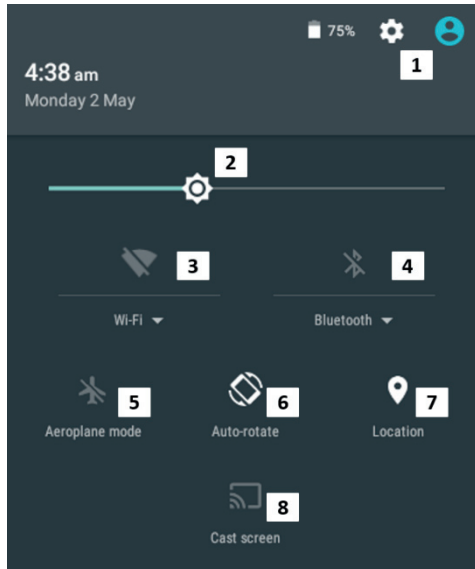 75%
1
4:38 am
Monday 2 May
2
3
4
Wi-Fi
Bluetooth
5
6
7
Aeroplane mode
Auto-rotate
Location
8
Cast screen